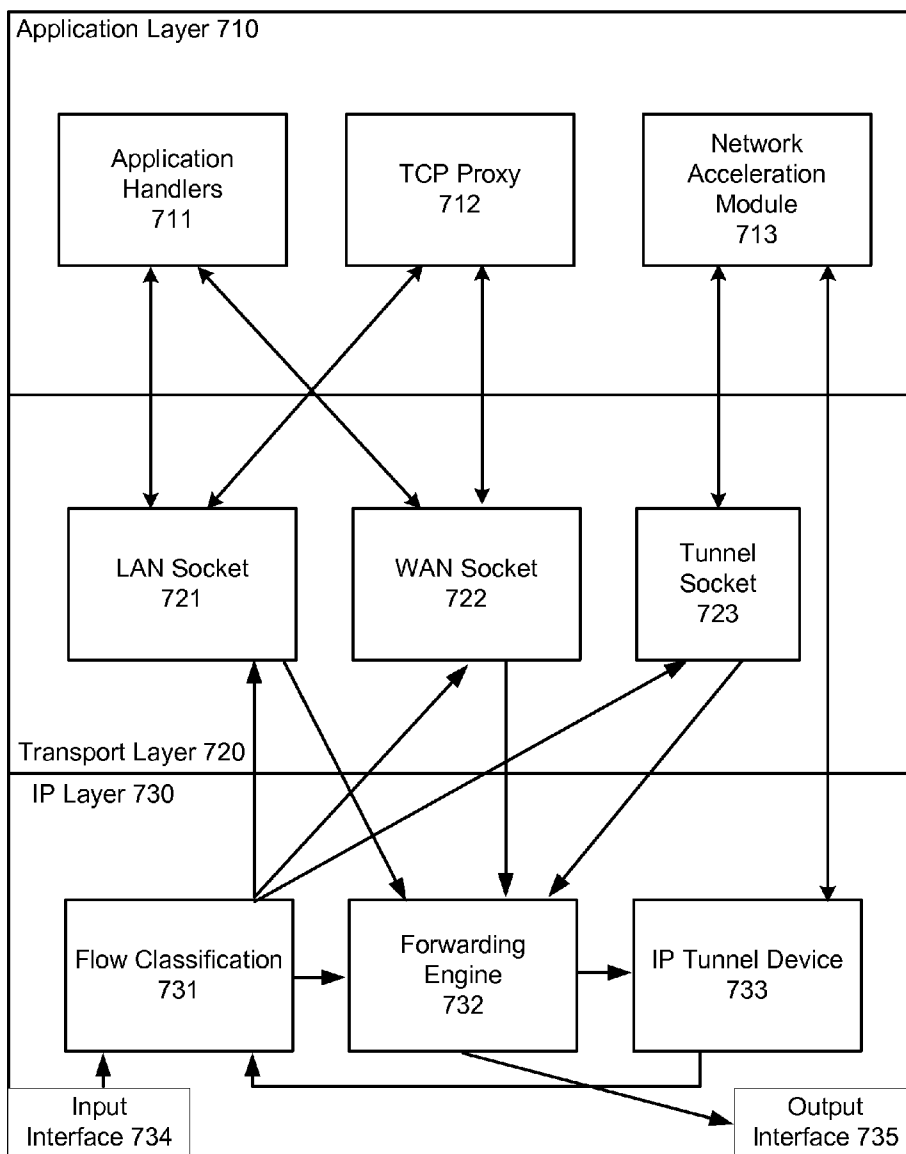 Application Layer 710
Application
Handlers
711
TCP Proxy
712
Network
Acceleration
Module
713
LAN Socket
721
WAN Socket
722
Tunnel
Socket
723
Transport Layer 720
IP Layer 730
Flow Classification
731
Forwarding
Engine
732
IP Tunnel Device
733
Input
Interface 734
Output
Interface 735